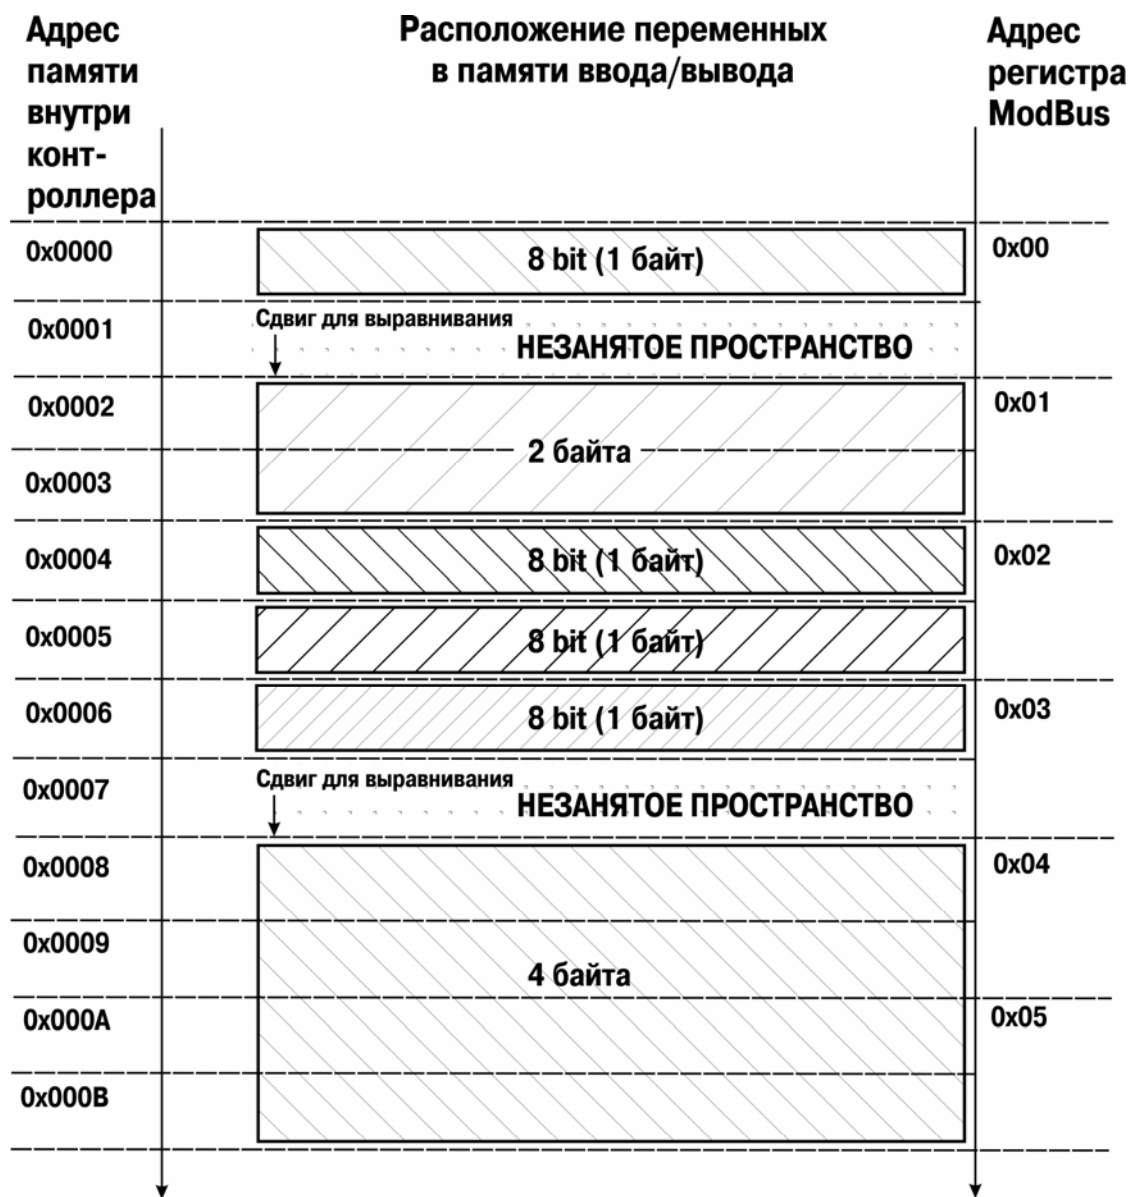 Адрес
памяти
внутри
конт-
роллера
Расположение переменных
в памяти ввода/вывода
Адрес
регистра
ModBus
0x0000
8 bit (1 байт)
0x00
0x0001
Сдвиг для выравнивания
НЕЗАНЯТОЕ ПРОСТРАНСТВО
0x0002
0x01
2 байта
0x0003
0x0004
8 bit (1 байт)
0x02
0x0005
8 bit (1 байт)
0x0006
8 bit (1 байт)
0x03
0x0007
Сдвиг для выравнивания
НЕЗАНЯТОЕ ПРОСТРАНСТВО
0x0008
0x04
0x0009
4 байта
0x000A
0x05
0x000B